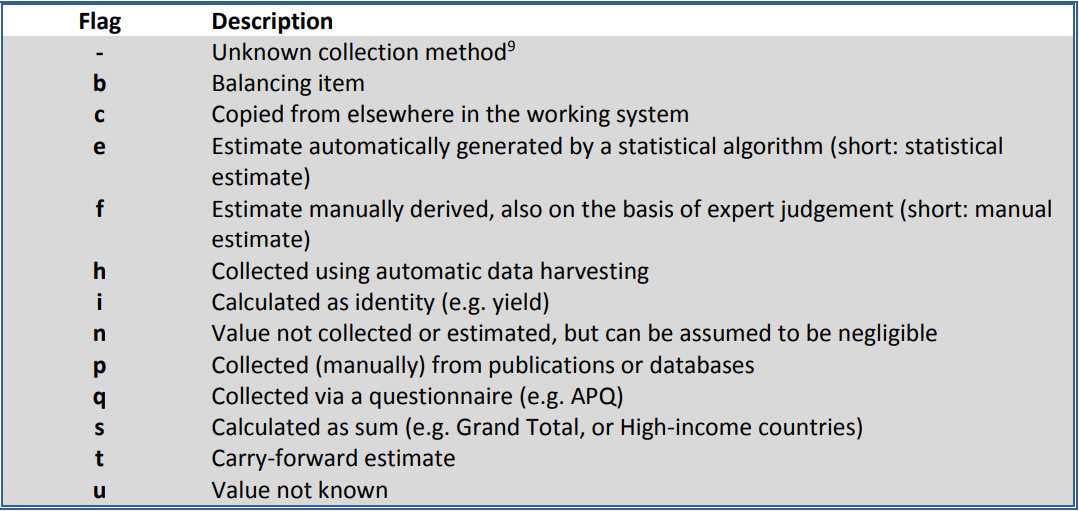 Flag Description
- Unknown collection method⁹
b Balancing item
c Copied from elsewhere in the working system
e Estimate automatically generated by a statistical algorithm (short: statistical
estimate)
f Estimate manually derived, also on the basis of expert judgement (short: manual
estimate)
h Collected using automatic data harvesting
i Calculated as identity (e.g. yield)
n Value not collected or estimated, but can be assumed to be negligible
p Collected (manually) from publications or databases
q Collected via a questionnaire (e.g. APQ)
s Calculated as sum (e.g. Grand Total, or High-income countries)
t Carry-forward estimate
u Value not known